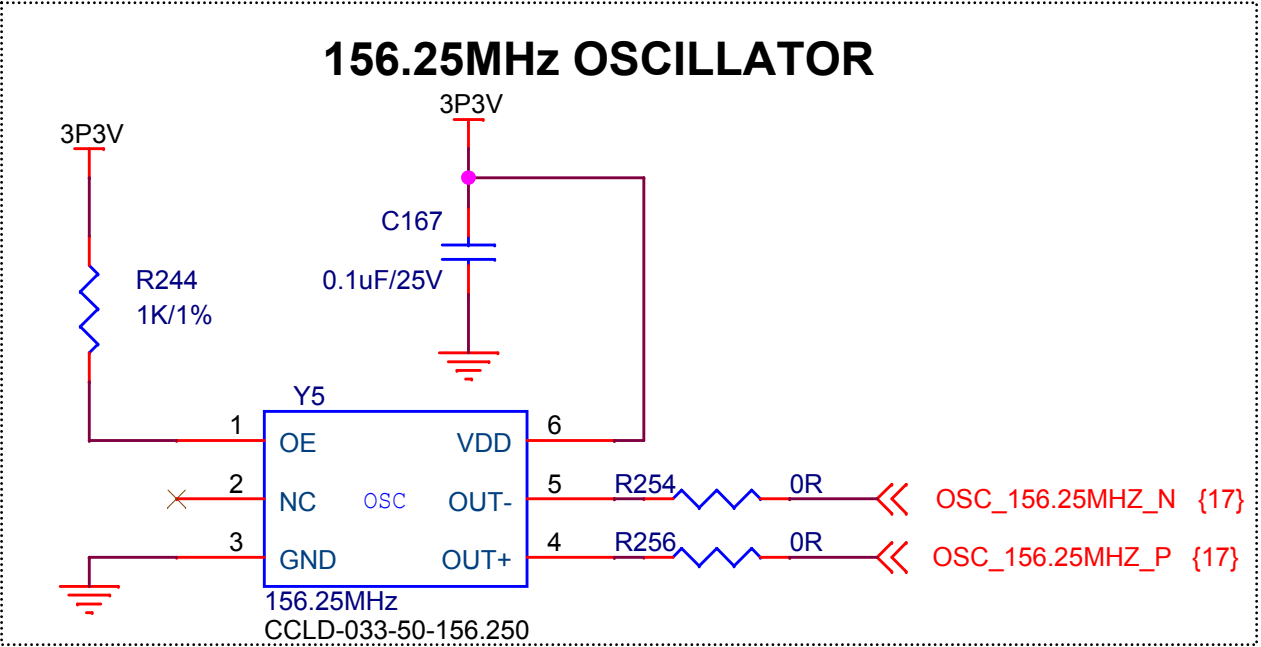 156.25MHz OSCILLATOR
3P3V
3P3V
C167
0.1uF/25V
R244
1K/1%
Y5
1
OE
VDD
6
2
NC
OSC
OUT-
5
R254
0R
OSC_156.25MHZ_N {17}
3
GND
OUT+
4
R256
0R
OSC_156.25MHZ_P {17}
156.25MHz
CCLD-033-50-156.250